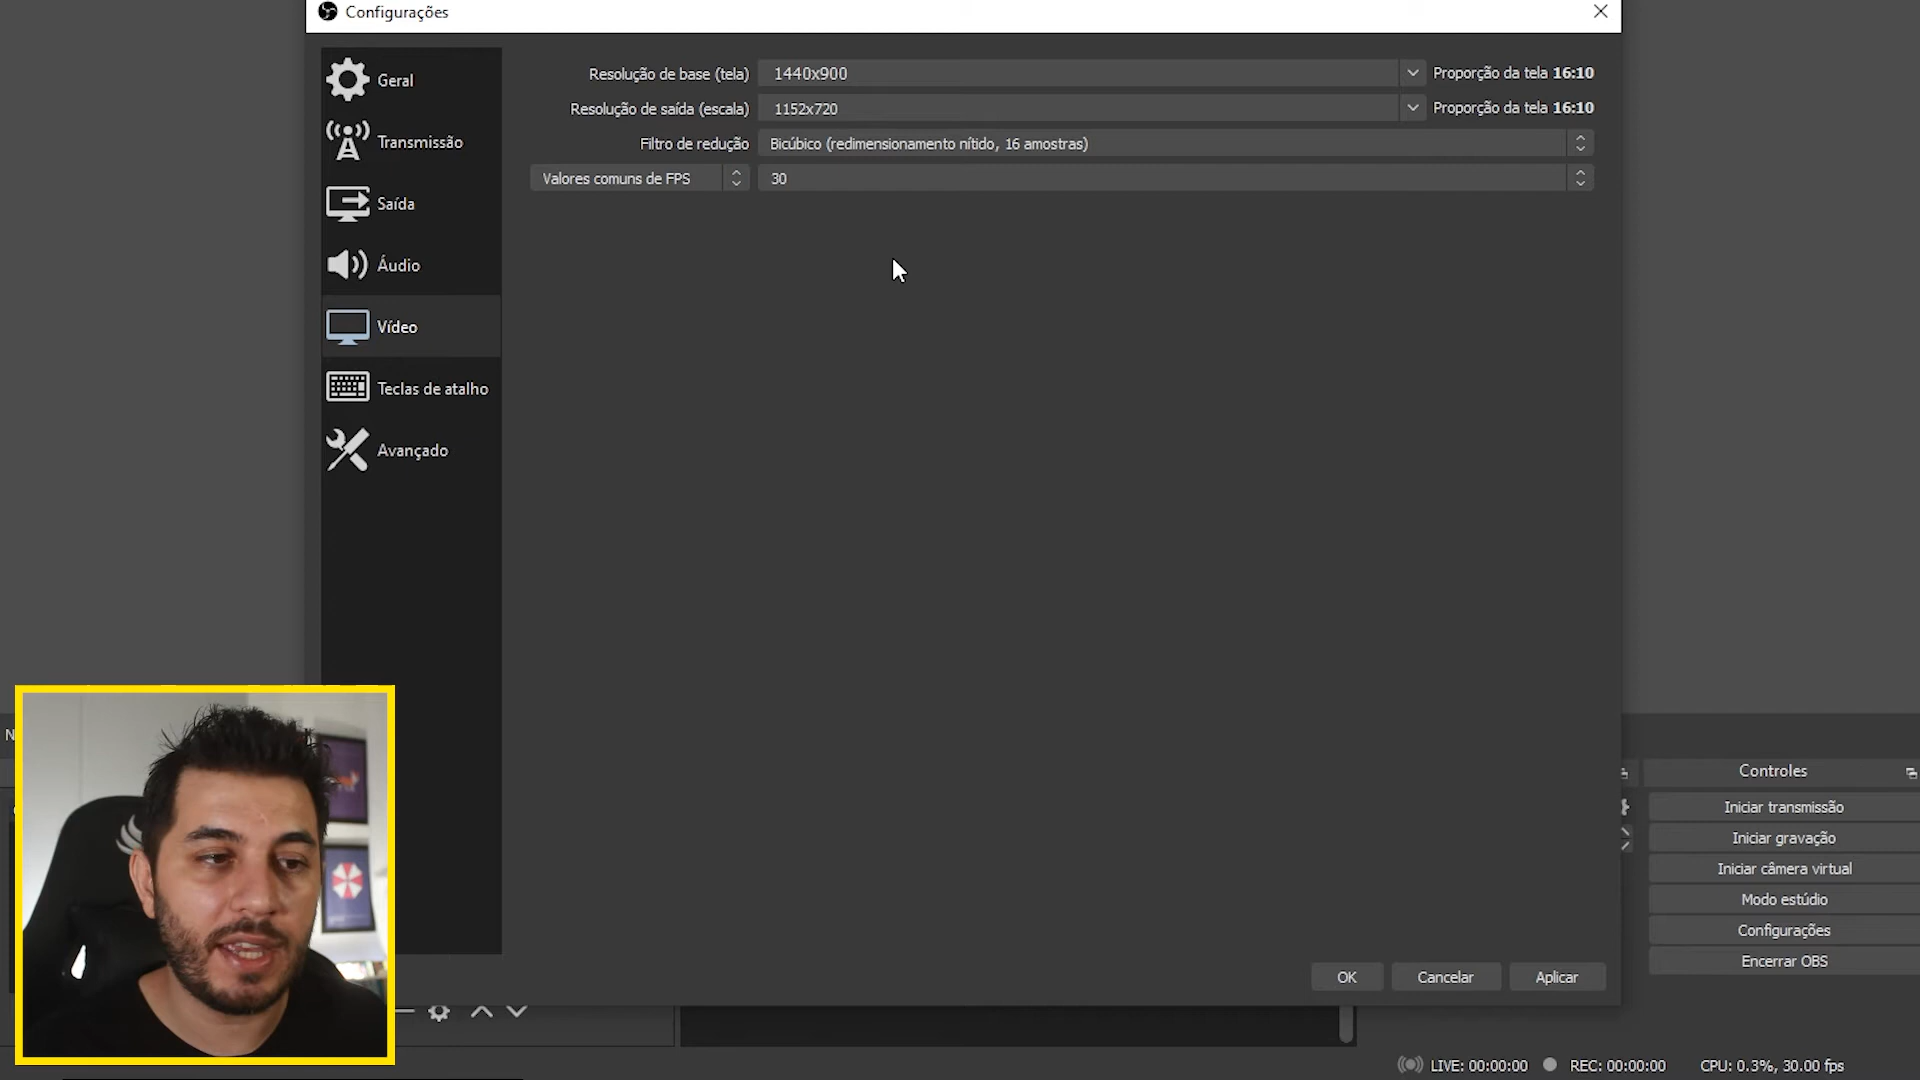 Configurações
Geral
Transmissão
Saída
Áudio
Vídeo
Teclas de atalho
Avançado
Resolução de base (tela) 1440x900 Proporção da tela 16:10
Resolução de saída (escala) 1152x720 Proporção da tela 16:10
Filtro de redução Bicúbico (redimensionamento nítido, 16 amostras)
Valores comuns de FPS 30
OK Cancelar Aplicar
Controles
Iniciar transmissão
Iniciar gravação
Iniciar câmera virtual
Modo estúdio
Configurações
Encerrar OBS
LIVE: 00:00:00 REC: 00:00:00 CPU: 0.3%, 30.00 fps